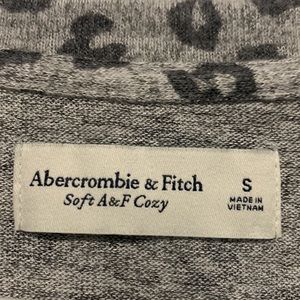 Abercrombie & Fitch
Soft A&F Cozy
S
MADE IN
VIETNAM